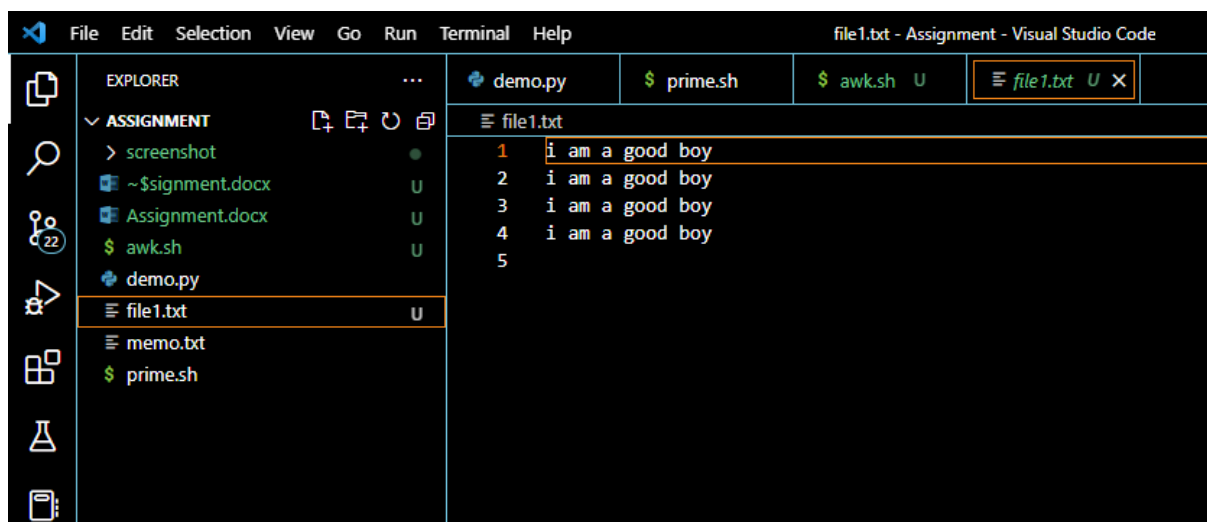 File Edit Selection View Go Run Terminal Help file1.txt - Assignment - Visual Studio Code
EXPLORER ...
demo.py $ prime.sh $ awk.sh U file1.txt U
ASSIGNMENT
file1.txt
screenshot
~$signment.docx U
Assignment.docx U
$ awk.sh U
demo.py
file1.txt U
memo.txt
$ prime.sh
22
1 i am a good boy
2 i am a good boy
3 i am a good boy
4 i am a good boy
5